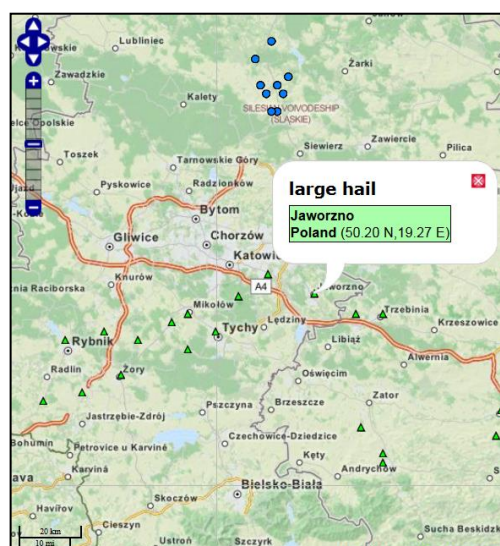 Lubliniec
Żarki
Zawadzkie
Kalety
SILESIAN VOIVODESHIP
(ŚLĄSKIE)
Opolskie
Siewierz
Zawiercie
Pilica
Toszek
Tarnowskie Góry
Pyskowice
Radzionków
Bytom
large hail
Jaworzno
Poland (50.20 N,19.27 E)
Gliwice
Chorzów
Katowi
Knurów
A4
Jaworzno
nia Raciborska
Mikołów
Trzebinia
Tychy
Lędziny
Krzeszowice
Rybnik
Libiąż
Alwernia
Radlin
Żory
Oświęcim
Pszczyna
Brzeszcze
Zator
Jastrzębie-Zdrój
Bohumín
Czechowice-Dziedzice
Petrovice u Karviné
Kęty
Karviná
Andrychów
ava
Bielsko-Biała
Skoczów
Havířov
20 km
10 mi
Cieszyn
Ustroń
Szczyrk
Sucha Beskidzk